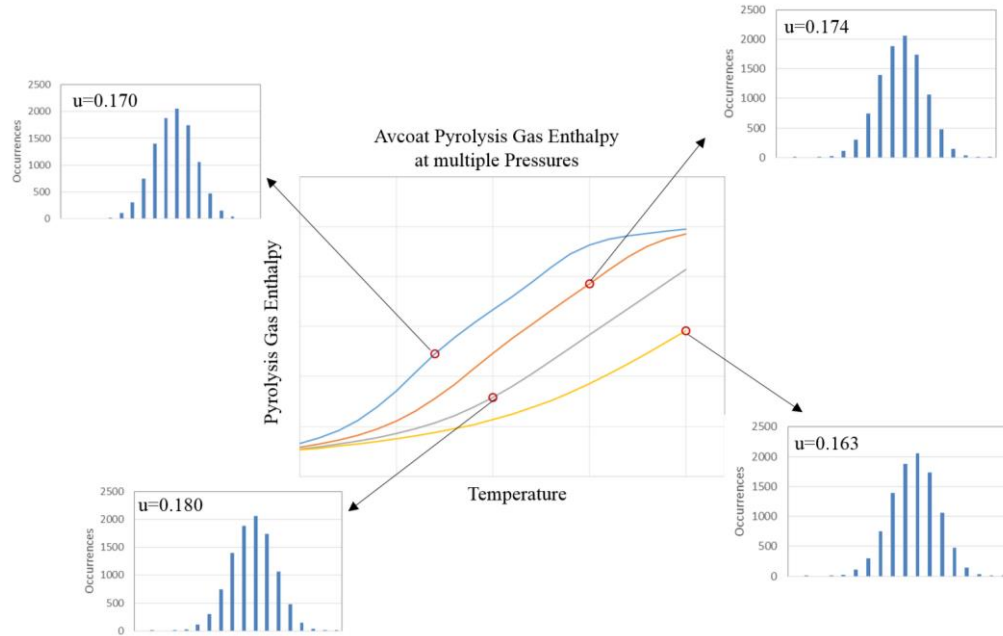 2500
2000
1500
1000
500
0
Occurrences
u=0.174
2500
2000
1500
1000
500
0
Occurrences
u=0.170
Avcoat Pyrolysis Gas Enthalpy
at multiple Pressures
Pyrolysis Gas Enthalpy
Temperature
2500
2000
1500
1000
500
0
Occurrences
u=0.163
2500
2000
1500
1000
500
0
Occurrences
u=0.180